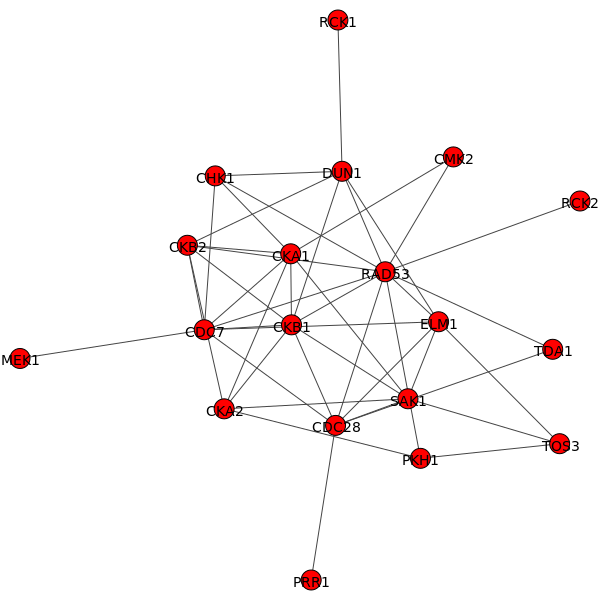 RCK1
CMK2
DUN1
CHK1
RCK2
CKB2
CKA1
RAD53
CKB1
ELM1
CDC7
TDA1
MEK1
SAK1
CKA2
CDC28
TOS3
PKH1
PRR1